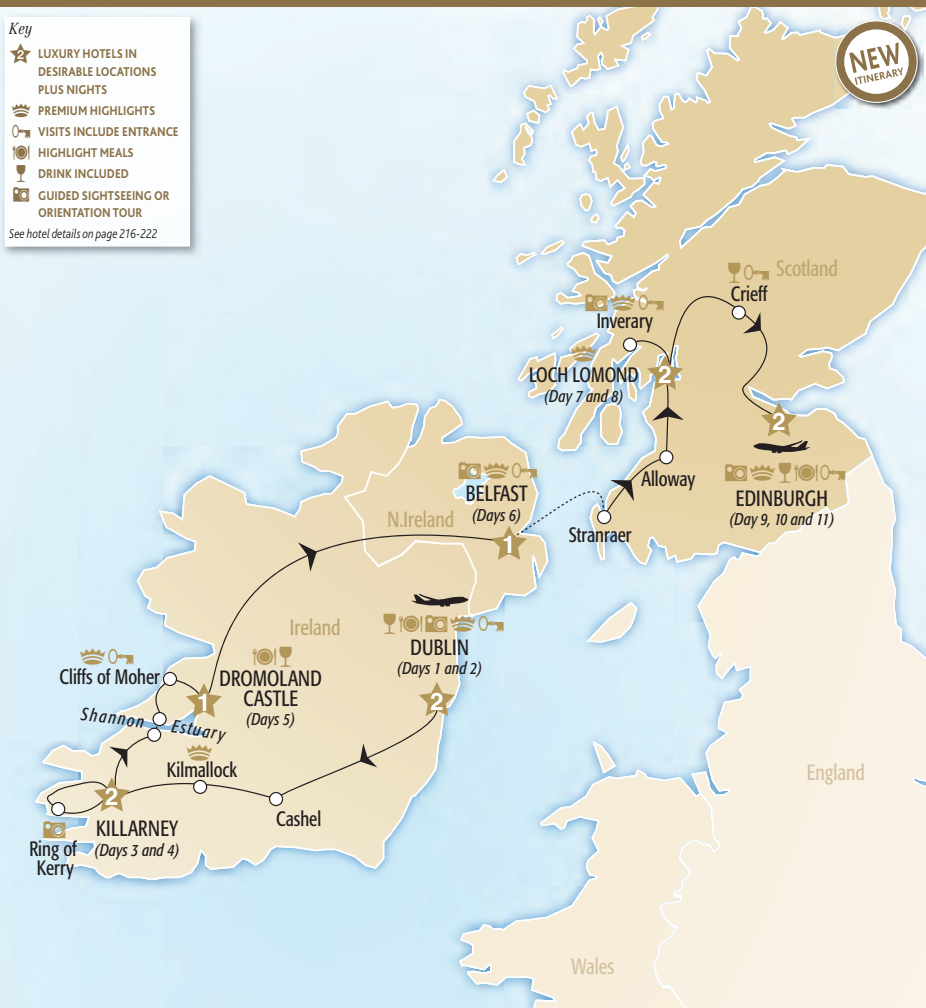 Key
2
LUXURY HOTELS IN
DESIRABLE LOCATIONS
PLUS NIGHTS
PREMIUM HIGHLIGHTS
VISITS INCLUDE ENTRANCE
HIGHLIGHT MEALS
DRINK INCLUDED
GUIDED SIGHTSEEING OR
ORIENTATION TOUR
See hotel details on page 216-222
NEW
ITINERARY
Scotland
Crieff
Inverary
LOCH LOMOND
(Day 7 and 8)
2
2
EDINBURGH
(Day 9, 10 and 11)
Alloway
Stranraer
BELFAST
(Days 6)
1
N.Ireland
Ireland
DUBLIN
(Days 1 and 2)
2
Cliffs of Moher
DROMOLAND
CASTLE
(Days 5)
1
Shannon Estuary
Kilmallock
Cashel
2
KILLARNEY
(Days 3 and 4)
Ring of
Kerry
England
Wales